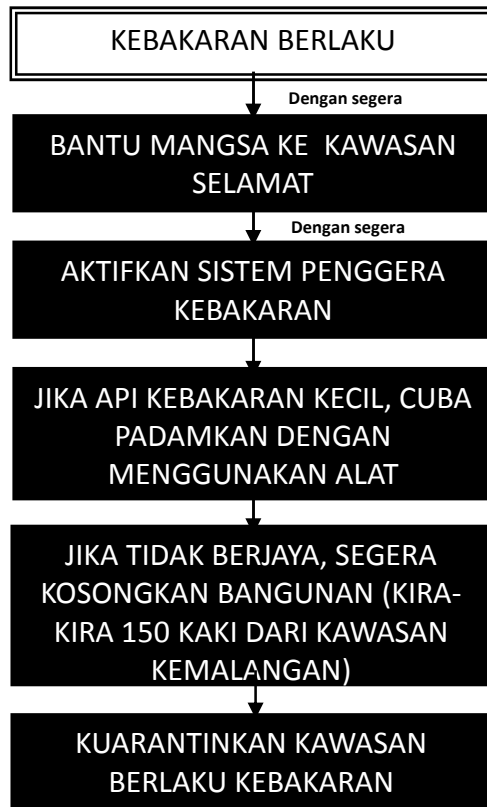 KEBAKARAN BERLAKU
Dengan segera
BANTU MANGSA KE KAWASAN
SELAMAT
Dengan segera
AKTIFKAN SISTEM PENGGERA
KEBAKARAN
JIKA API KEBAKARAN KECIL, CUBA
PADAMKAN DENGAN
MENGGUNAKAN ALAT
JIKA TIDAK BERJAYA, SEGERA
KOSONGKAN BANGUNAN (KIRA-
KIRA 150 KAKI DARI KAWASAN
KEMALANGAN)
KUARANTINKAN KAWASAN
BERLAKU KEBAKARAN